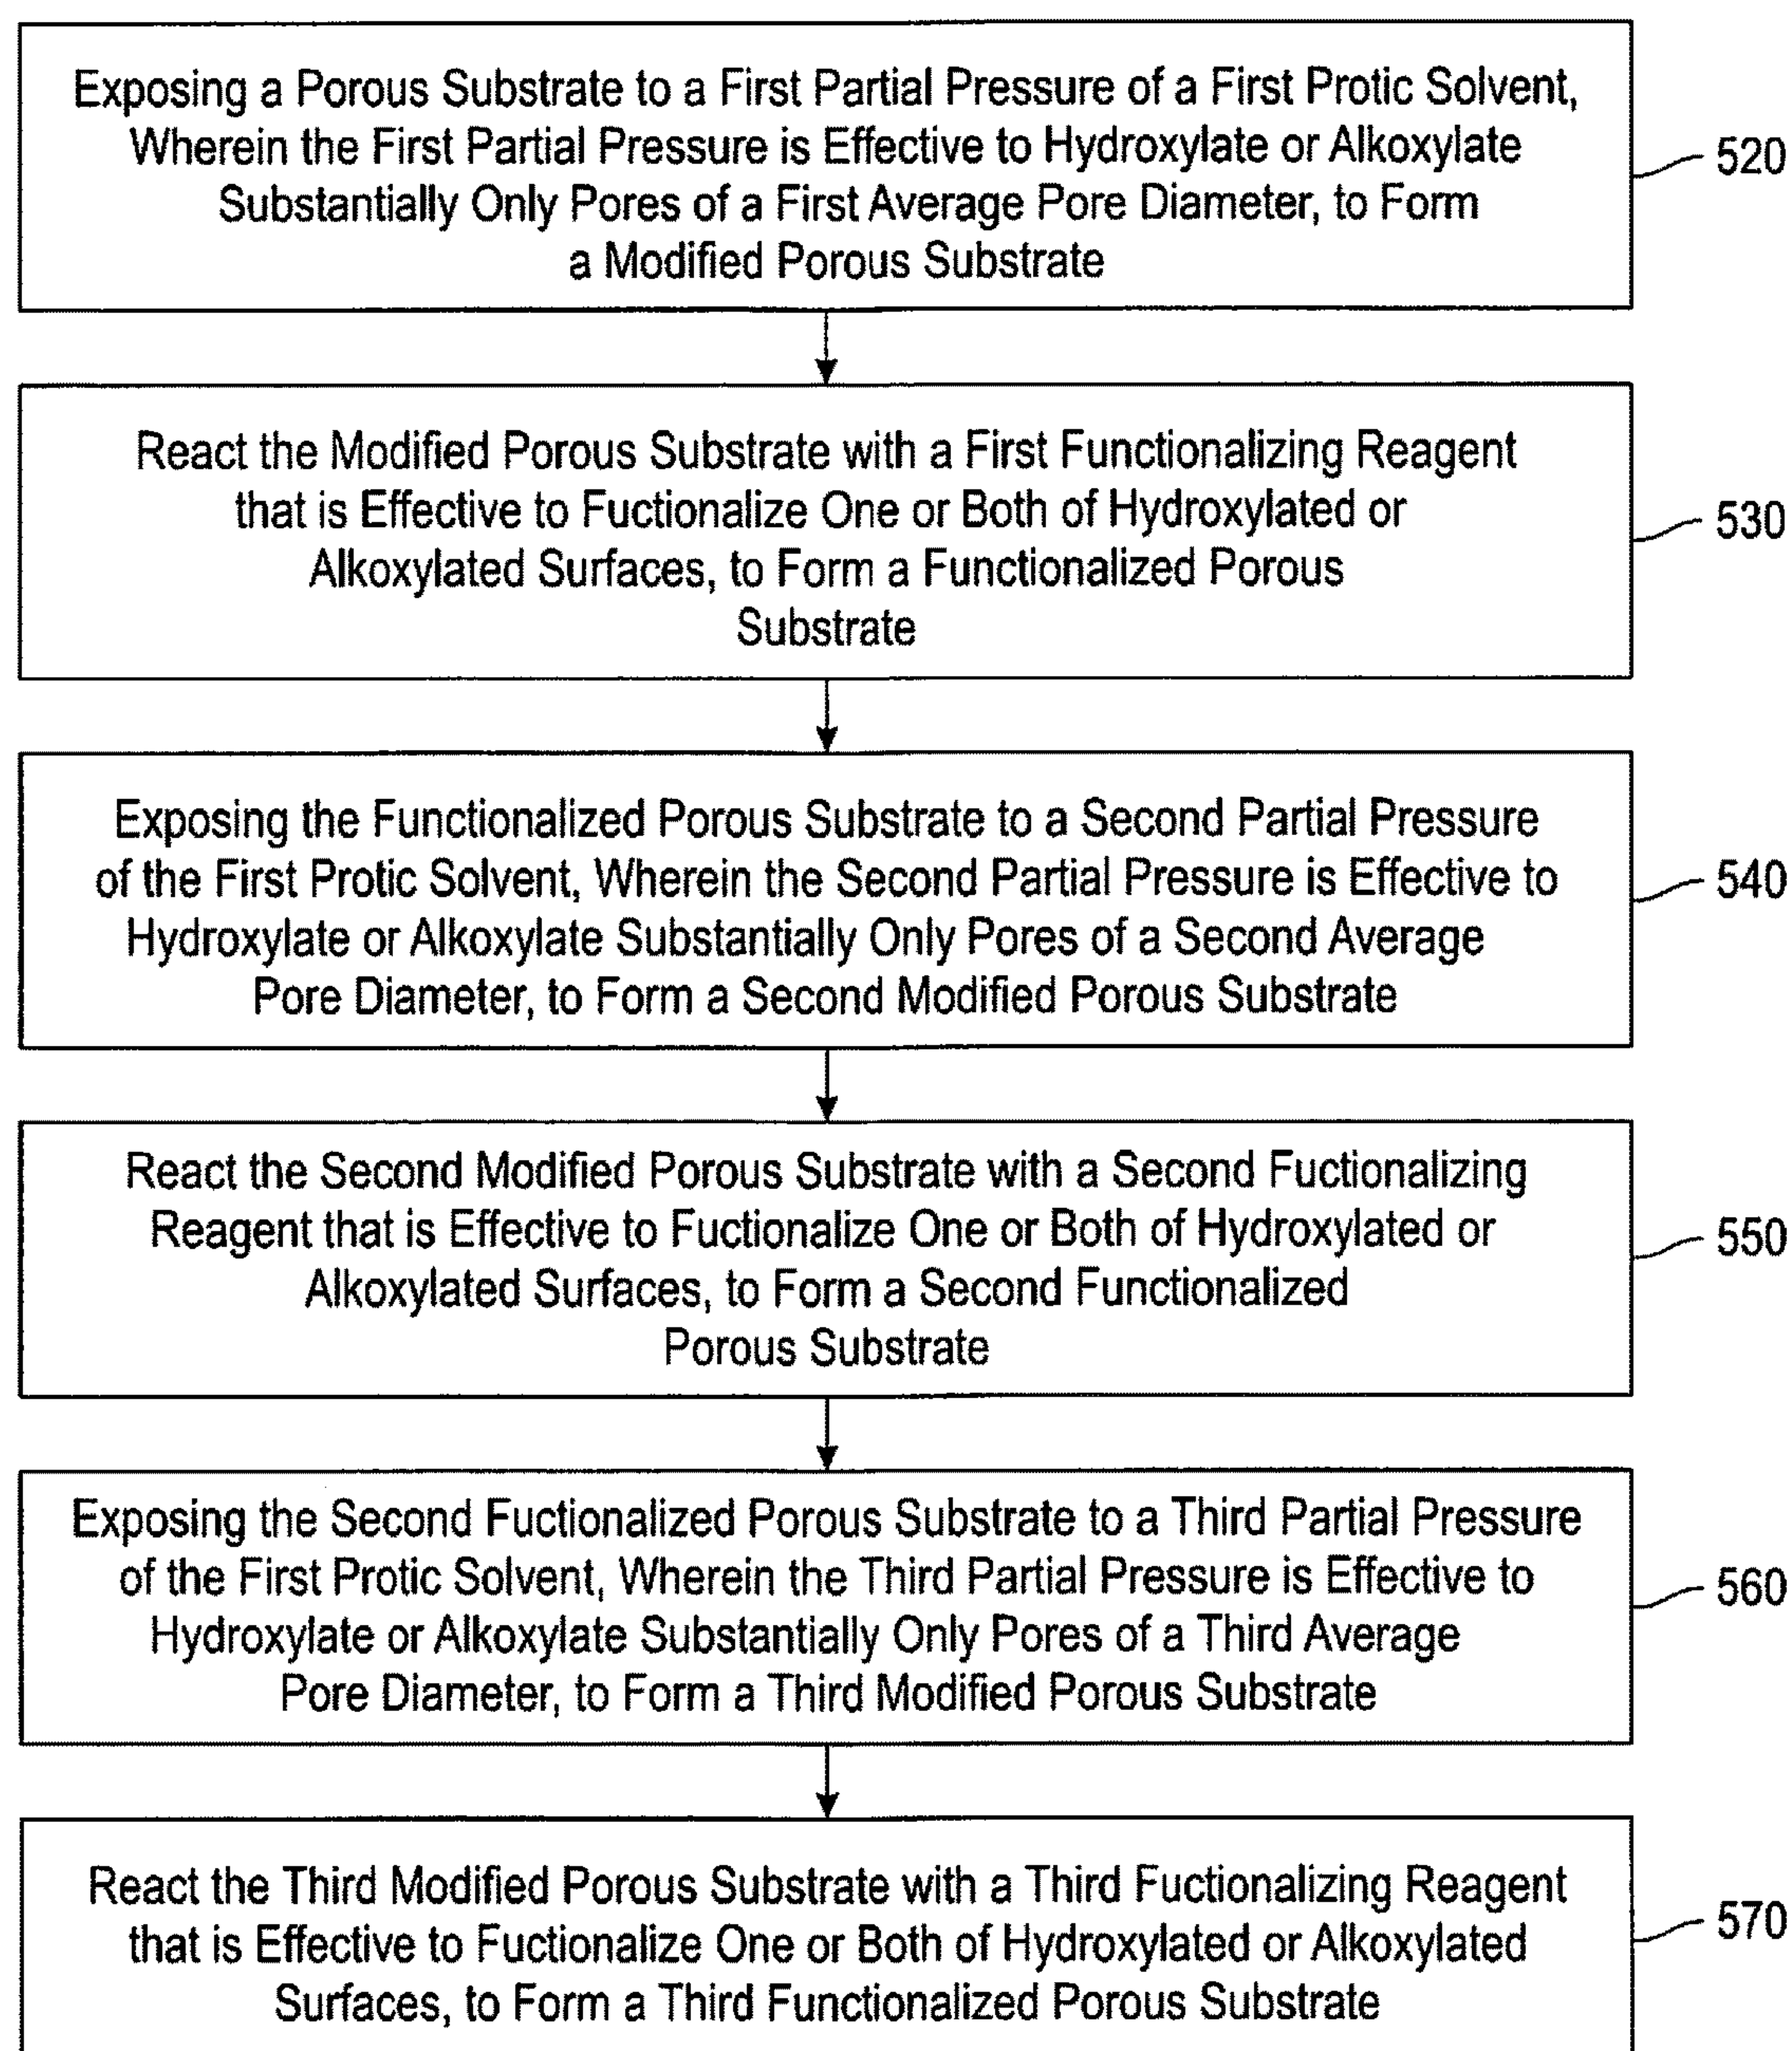 Exposing a Porous Substrate to a First Partial Pressure of a First Protic Solvent,
Wherein the First Partial Pressure is Effective to Hydroxylate or Alkoxylate
Substantially Only Pores of a First Average Pore Diameter, to Form
a Modified Porous Substrate
520
React the Modified Porous Substrate with a First Functionalizing Reagent
that is Effective to Fuctionalize One or Both of Hydroxylated or
Alkoxylated Surfaces, to Form a Functionalized Porous
Substrate
530
Exposing the Functionalized Porous Substrate to a Second Partial Pressure
of the First Protic Solvent, Wherein the Second Partial Pressure is Effective to
Hydroxylate or Alkoxylate Substantially Only Pores of a Second Average
Pore Diameter, to Form a Second Modified Porous Substrate
540
React the Second Modified Porous Substrate with a Second Fuctionalizing
Reagent that is Effective to Fuctionalize One or Both of Hydroxylated or
Alkoxylated Surfaces, to Form a Second Functionalized
Porous Substrate
550
Exposing the Second Fuctionalized Porous Substrate to a Third Partial Pressure
of the First Protic Solvent, Wherein the Third Partial Pressure is Effective to
Hydroxylate or Alkoxylate Substantially Only Pores of a Third Average
Pore Diameter, to Form a Third Modified Porous Substrate
560
React the Third Modified Porous Substrate with a Third Fuctionalizing Reagent
that is Effective to Fuctionalize One or Both of Hydroxylated or Alkoxylated
Surfaces, to Form a Third Functionalized Porous Substrate
570